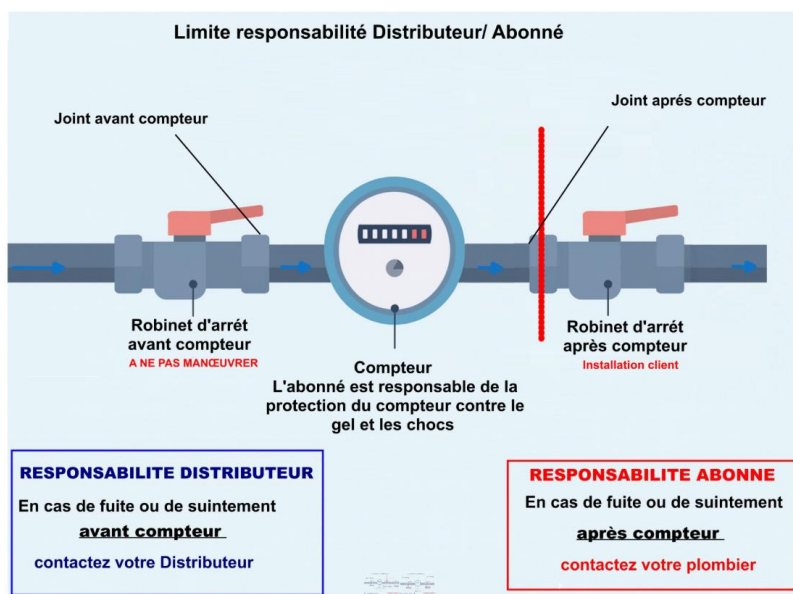 Limite responsabilité Distributeur/ Abonné
Joint avant compteur
Joint aprés compteur
Robinet d'arrét
avant compteur
A NE PAS MANŒUVRER
Compteur
L'abonné est responsable de la
protection du compteur contre le
gel et les chocs
Robinet d'arrét
après compteur
Installation client
RESPONSABILITE DISTRIBUTEUR
En cas de fuite ou de suintement
avant compteur
contactez votre Distributeur
RESPONSABILITE ABONNE
En cas de fuite ou de suintement
après compteur
contactez votre plombier